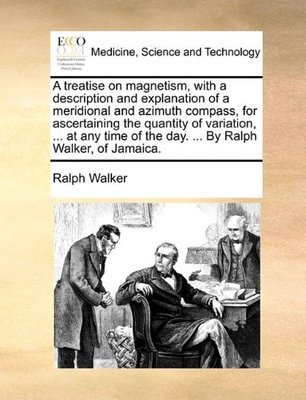 ECCO
Eighteenth Century
Collections Online
Print Editions
Medicine, Science and Technology
A treatise on magnetism, with a
description and explanation of a
meridional and azimuth compass, for
ascertaining the quantity of variation,
... at any time of the day. ... By Ralph
Walker, of Jamaica.
Ralph Walker